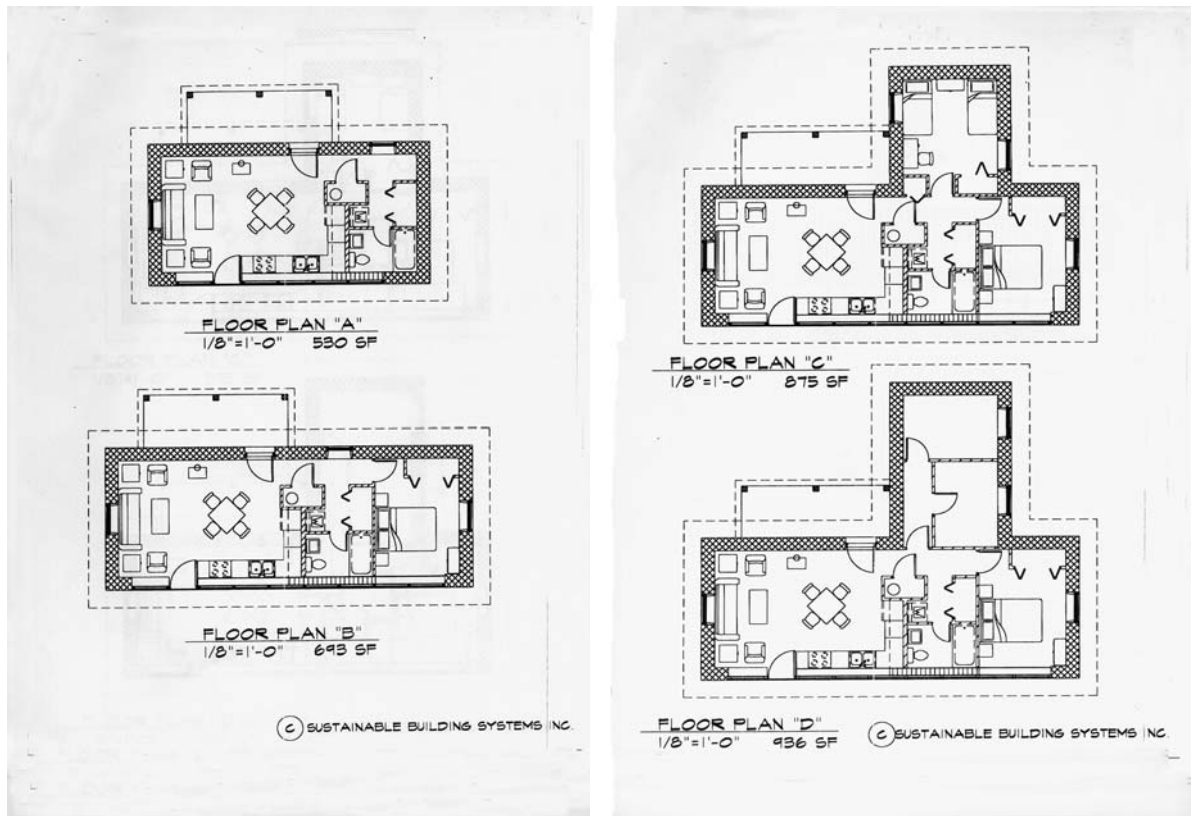 FLOOR PLAN "A"
1/8"=1'-0" 530 SF
FLOOR PLAN "B"
1/8"=1'-0" 693 SF
C SUSTAINABLE BUILDING SYSTEMS INC.
FLOOR PLAN "C"
1/8"=1'-0" 875 SF
FLOOR PLAN "D"
1/8"=1'-0" 936 SF
C SUSTAINABLE BUILDING SYSTEMS INC.